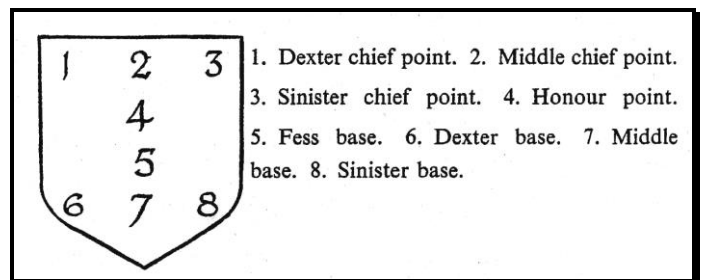 1 2 3
4
5
6 7 8
1. Dexter chief point. 2. Middle chief point.
3. Sinister chief point. 4. Honour point.
5. Fess base. 6. Dexter base. 7. Middle
base. 8. Sinister base.